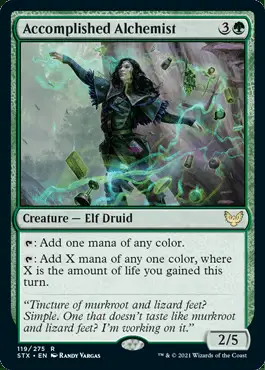 Accomplished Alchemist 3
Creature — Elf Druid
: Add one mana of any color.
: Add X mana of any one color, where
X is the amount of life you gained this
turn.
“Tincture of murkroot and lizard feet?
Simple. One that doesn’t taste like murkroot
and lizard feet? I’m working on it.”
2/5
119/275 R
STX • EN RANDY VARGAS
™ & © 2021 Wizards of the Coast